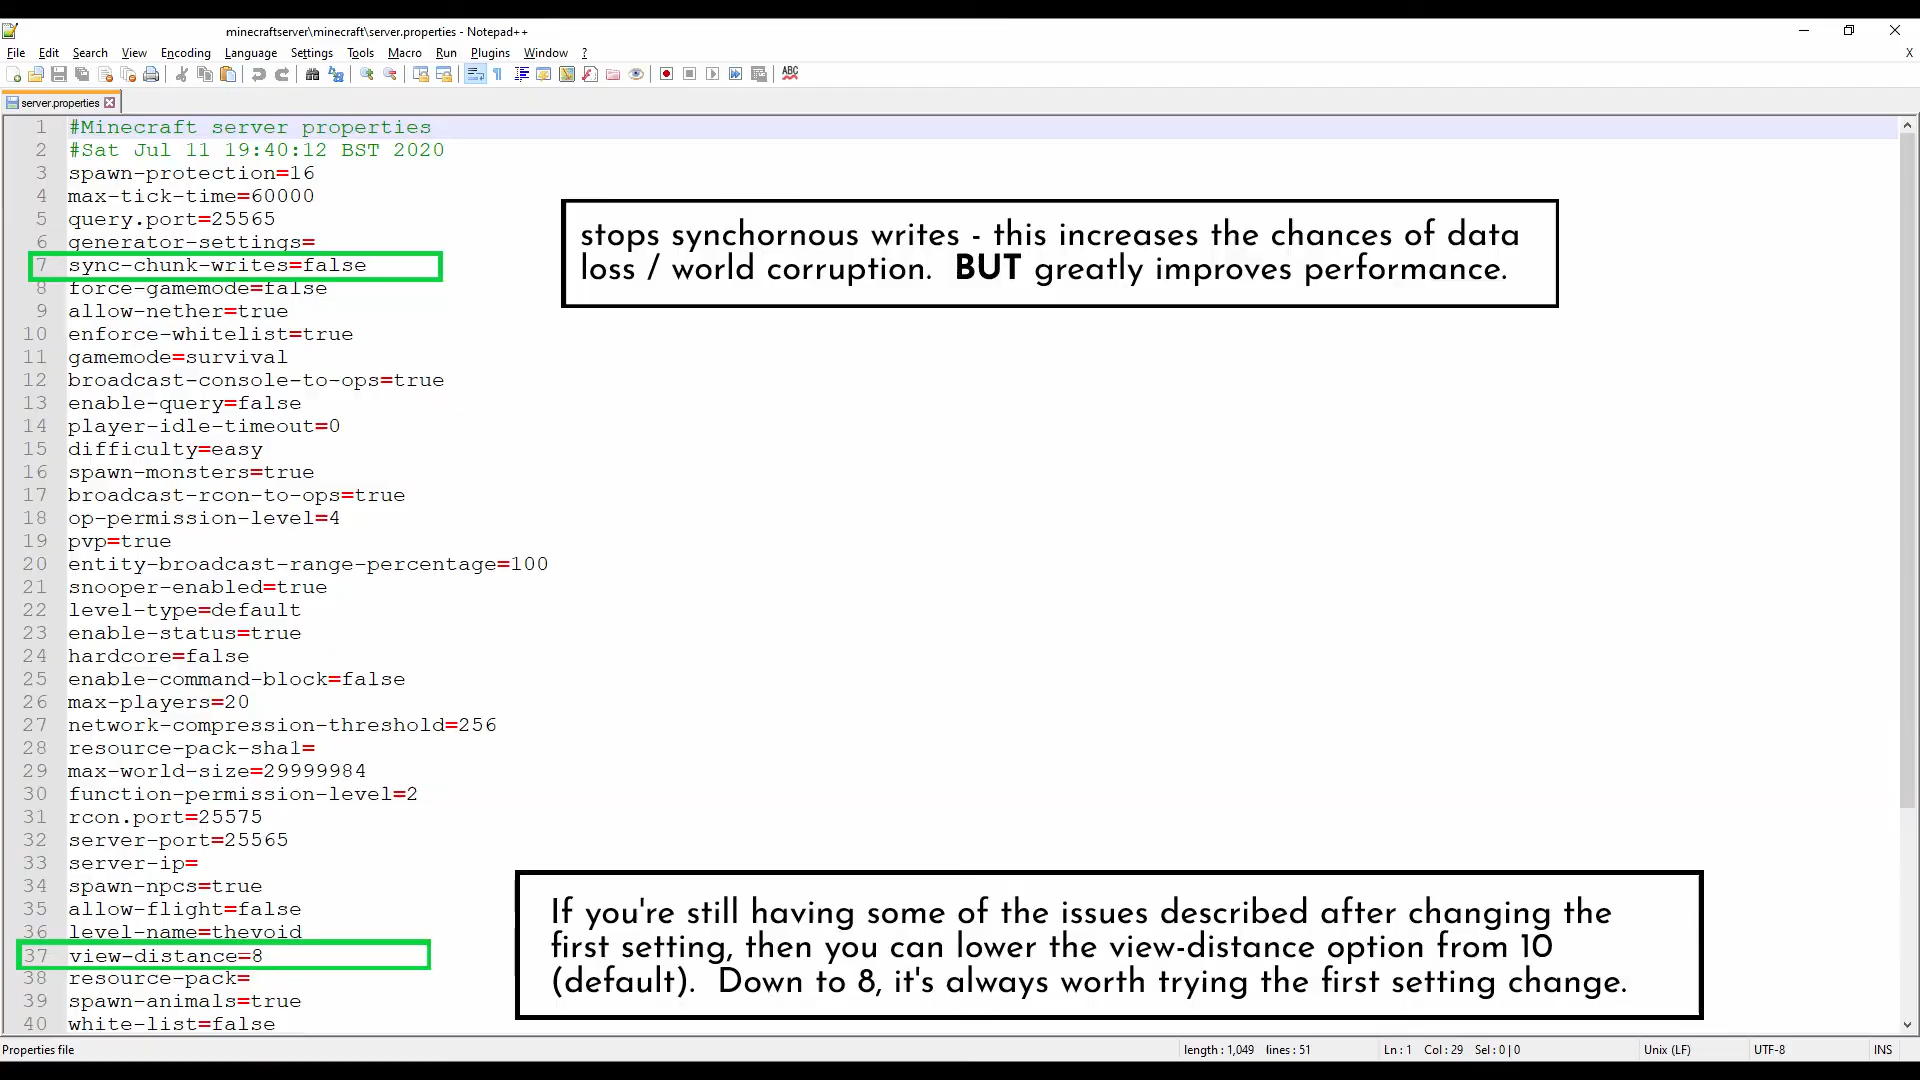 minecraftserver\minecraft\server.properties - Notepad++
File Edit Search View Encoding Language Settings Tools Macro Run Plugins Window ? X
ABC
server.properties
1 #Minecraft server properties
2 #Sat Jul 11 19:40:12 BST 2020
3 spawn-protection=16
4 max-tick-time=60000
5 query.port=25565
6 generator-settings=
7 sync-chunk-writes=false
8 force-gamemode=false
9 allow-nether=true
10 enforce-whitelist=true
11 gamemode=survival
12 broadcast-console-to-ops=true
13 enable-query=false
14 player-idle-timeout=0
15 difficulty=easy
16 spawn-monsters=true
17 broadcast-rcon-to-ops=true
18 op-permission-level=4
19 pvp=true
20 entity-broadcast-range-percentage=100
21 snooper-enabled=true
22 level-type=default
23 enable-status=true
24 hardcore=false
25 enable-command-block=false
26 max-players=20
27 network-compression-threshold=256
28 resource-pack-sha1=
29 max-world-size=29999984
30 function-permission-level=2
31 rcon.port=25575
32 server-port=25565
33 server-ip=
34 spawn-npcs=true
35 allow-flight=false
36 level-name=thevoid
37 view-distance=8
38 resource-pack=
39 spawn-animals=true
40 white-list=false
stops synchornous writes - this increases the chances of data
loss / world corruption. BUT greatly improves performance.
If you're still having some of the issues described after changing the
first setting, then you can lower the view-distance option from 10
(default). Down to 8, it's always worth trying the first setting change.
Properties file length : 1,049 lines : 51 Ln : 1 Col : 29 Sel : 0 | 0 Unix (LF) UTF-8 INS